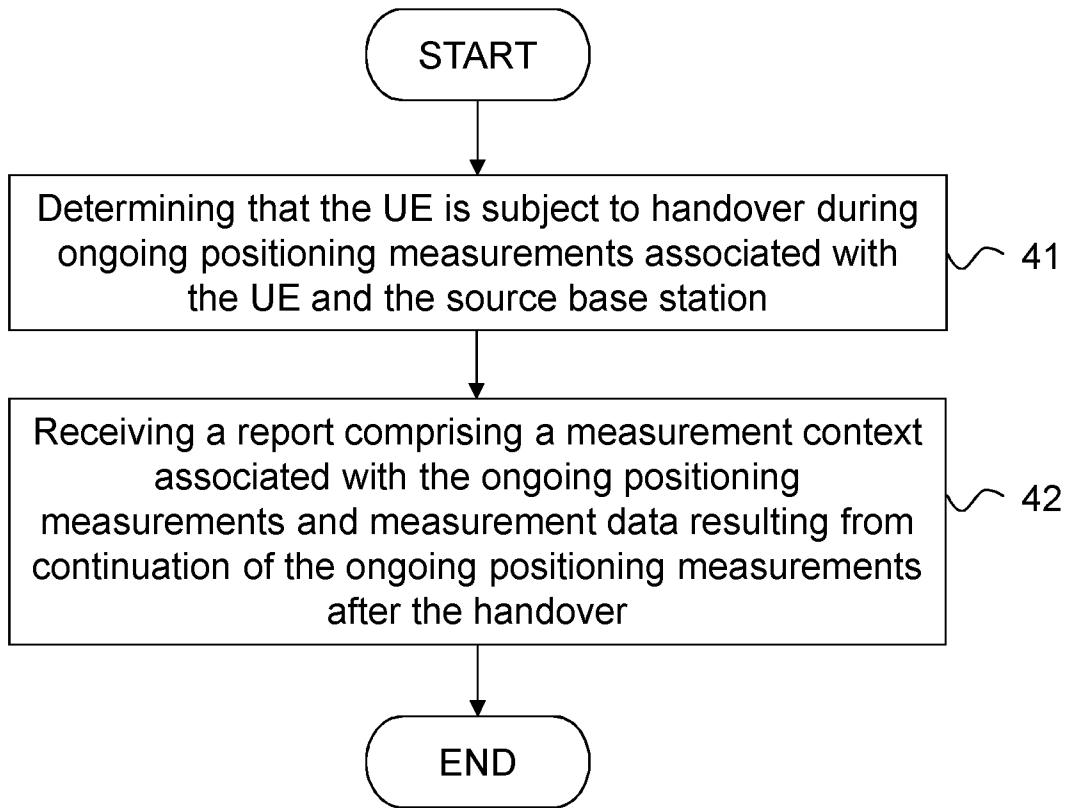 START
Determining that the UE is subject to handover during
ongoing positioning measurements associated with
the UE and the source base station
41
Receiving a report comprising a measurement context
associated with the ongoing positioning
measurements and measurement data resulting from
continuation of the ongoing positioning measurements
after the handover
42
END